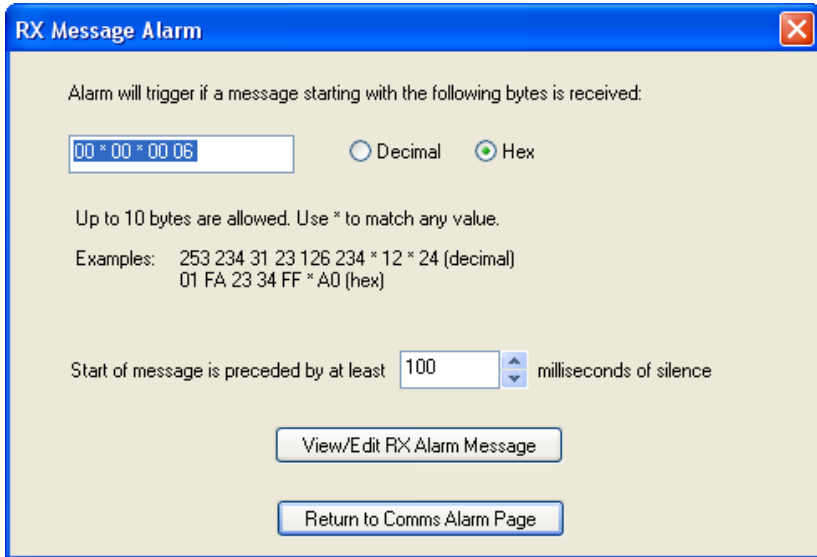 RX Message Alarm
Alarm will trigger if a message starting with the following bytes is received:
00 * 00 * 00 06 Decimal Hex
Up to 10 bytes are allowed. Use * to match any value.
Examples: 253 234 31 23 126 234 * 12 * 24 (decimal)
01 FA 23 34 FF * A0 (hex)
Start of message is preceded by at least 100 milliseconds of silence
View/Edit RX Alarm Message
Return to Comms Alarm Page